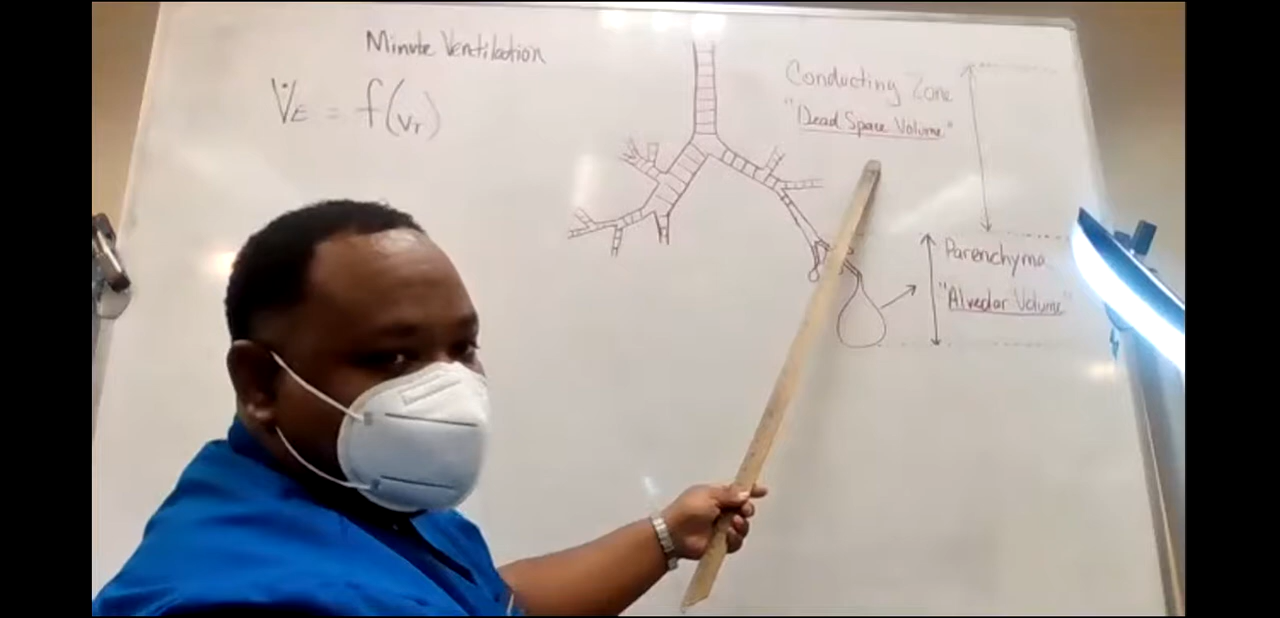 Minute Ventilation
V̇E = f(VT)
Conducting Zone
"Dead Space Volume"
Parenchyma
"Alveolar Volume"